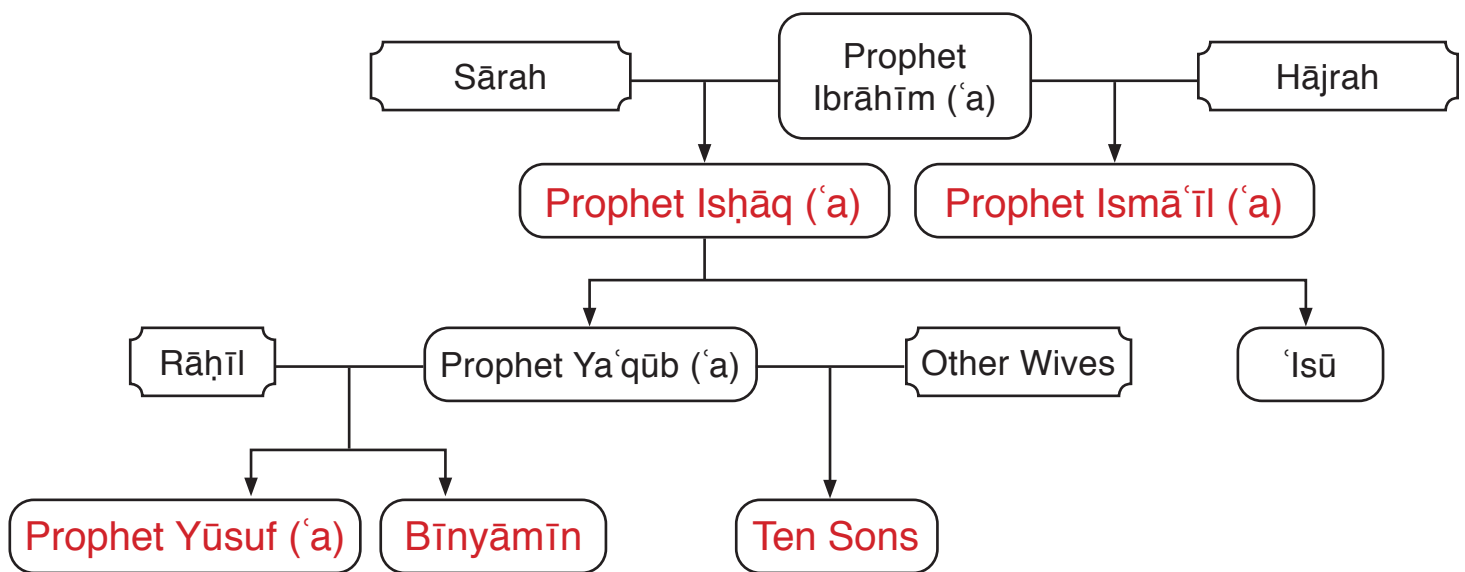 Sārah
Prophet
Ibrāhīm (ʿa)
Hājrah
Prophet Isḥāq (ʿa)
Prophet Ismāʿīl (ʿa)
Rāḥīl
Prophet Yaʿqūb (ʿa)
Other Wives
ʿIsū
Prophet Yūsuf (ʿa)
Bīnyāmīn
Ten Sons